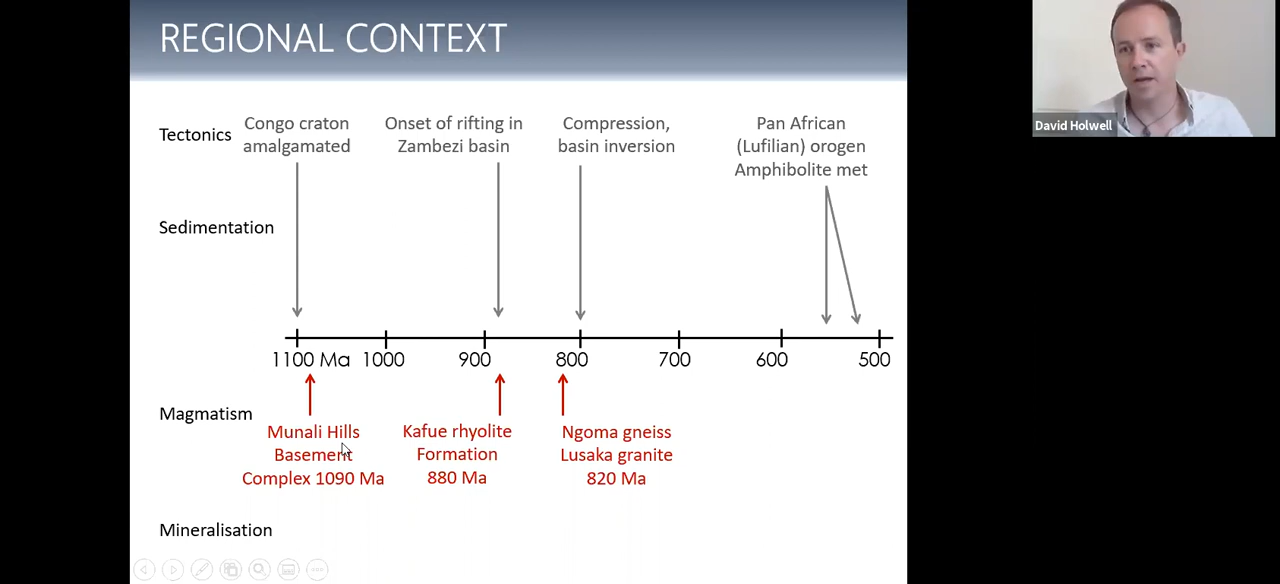 REGIONAL CONTEXT
David Holwell
Tectonics
Congo craton
amalgamated
Onset of rifting in
Zambezi basin
Compression,
basin inversion
Pan African
(Lufilian) orogen
Amphibolite met
Sedimentation
1100 Ma 1000 900 800 700 600 500
Magmatism
Munali Hills
Basement
Complex 1090 Ma
Kafue rhyolite
Formation
880 Ma
Ngoma gneiss
Lusaka granite
820 Ma
Mineralisation